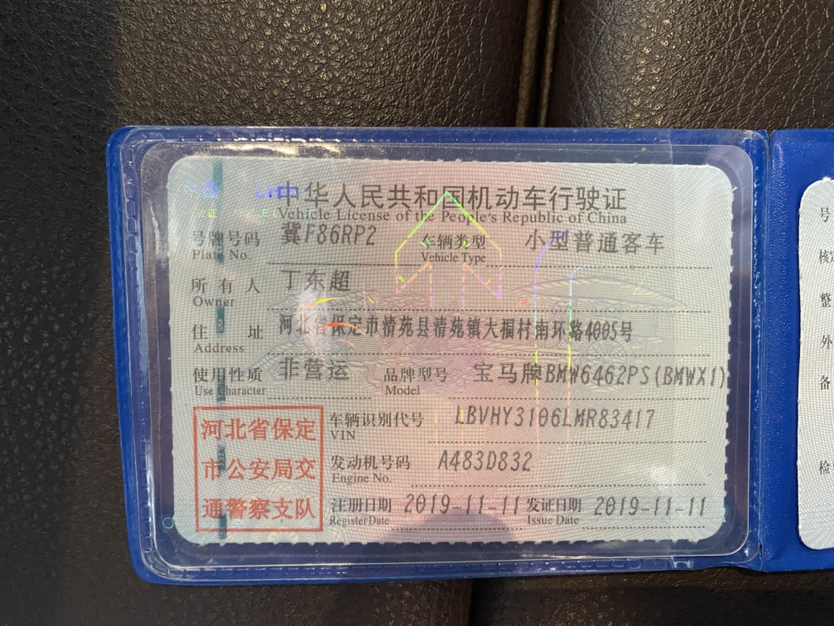 中华人民共和国机动车行驶证
Vehicle License of the People's Republic of China
号牌号码 冀F86RP2 车辆类型 小型普通客车
Plate No. Vehicle Type
所有人 丁东超
Owner
住址 河北省保定市清苑县清苑镇大福村南环路4005号
Address
使用性质 非营运 品牌型号 宝马牌BMW6462PS(BMWX1)
Use Character Model
河北省保定
市公安局交
通警察支队
车辆识别代号 LBVHY3106LMR83417
VIN
发动机号码 A483D832
Engine No.
注册日期 2019-11-11 发证日期 2019-11-11
Register Date Issue Date
号
核定
整
外
备
检验